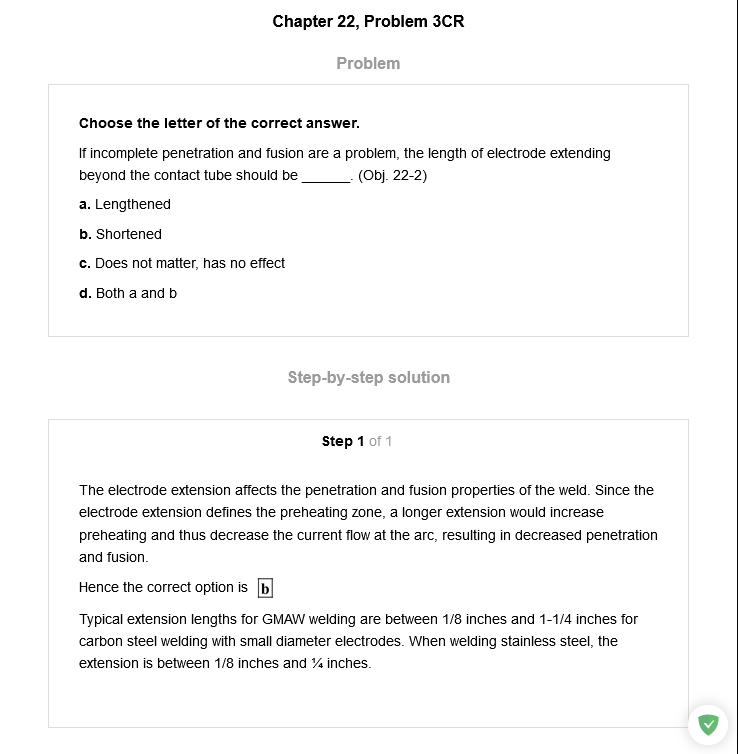 Chapter 22, Problem 3CR
Problem
Choose the letter of the correct answer.
If incomplete penetration and fusion are a problem, the length of electrode extending
beyond the contact tube should be ______. (Obj. 22-2)
a. Lengthened
b. Shortened
c. Does not matter, has no effect
d. Both a and b
Step-by-step solution
Step 1 of 1
The electrode extension affects the penetration and fusion properties of the weld. Since the
electrode extension defines the preheating zone, a longer extension would increase
preheating and thus decrease the current flow at the arc, resulting in decreased penetration
and fusion.
Hence the correct option is b
Typical extension lengths for GMAW welding are between 1/8 inches and 1-1/4 inches for
carbon steel welding with small diameter electrodes. When welding stainless steel, the
extension is between 1/8 inches and ¼ inches.